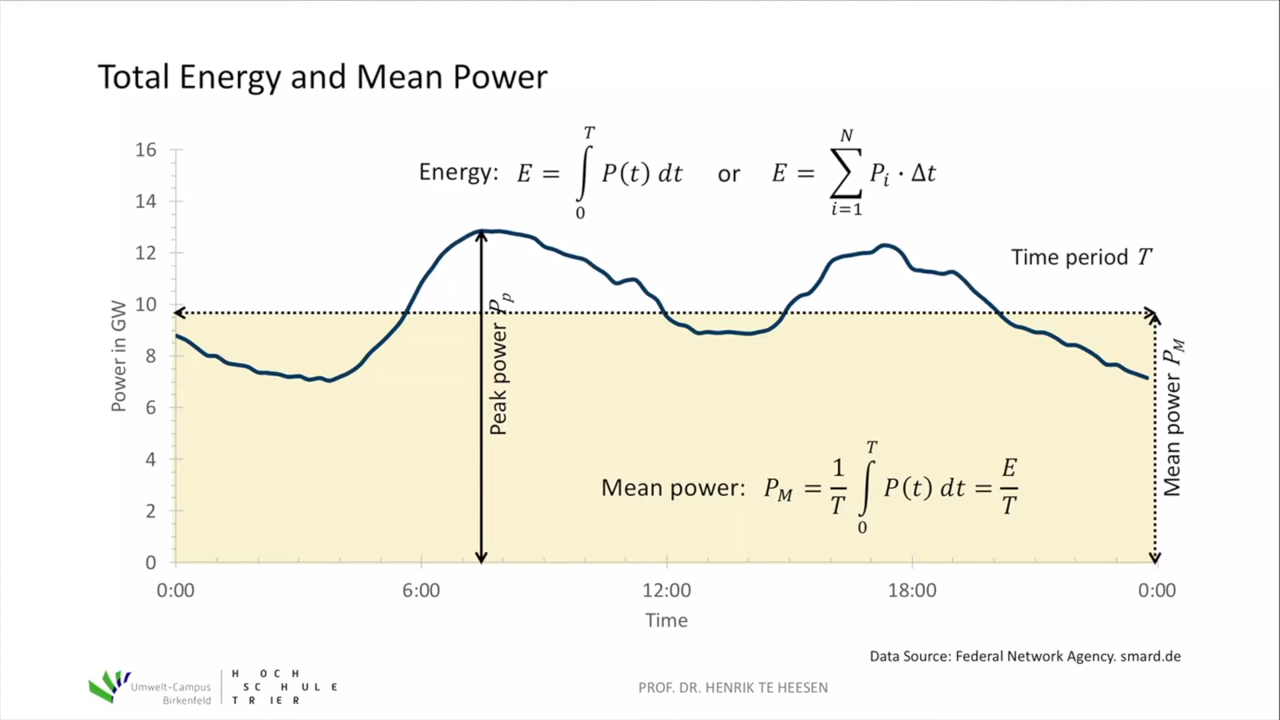 Total Energy and Mean Power
Energy: E = ∫₀ᵀ P(t) dt or E = ∑ᵢ₌₁ᴺ Pᵢ · Δt
16
14
12
10
8
6
4
2
0
Power in GW
Time period T
Peak power Pₚ
Mean power P_M
Mean power: P_M = 1/T ∫₀ᵀ P(t) dt = E/T
0:00
6:00
12:00
18:00
0:00
Time
Data Source: Federal Network Agency. smard.de
Umwelt-Campus
Birkenfeld
HOCH
SCHULE
TRIER
PROF. DR. HENRIK TE HEESEN